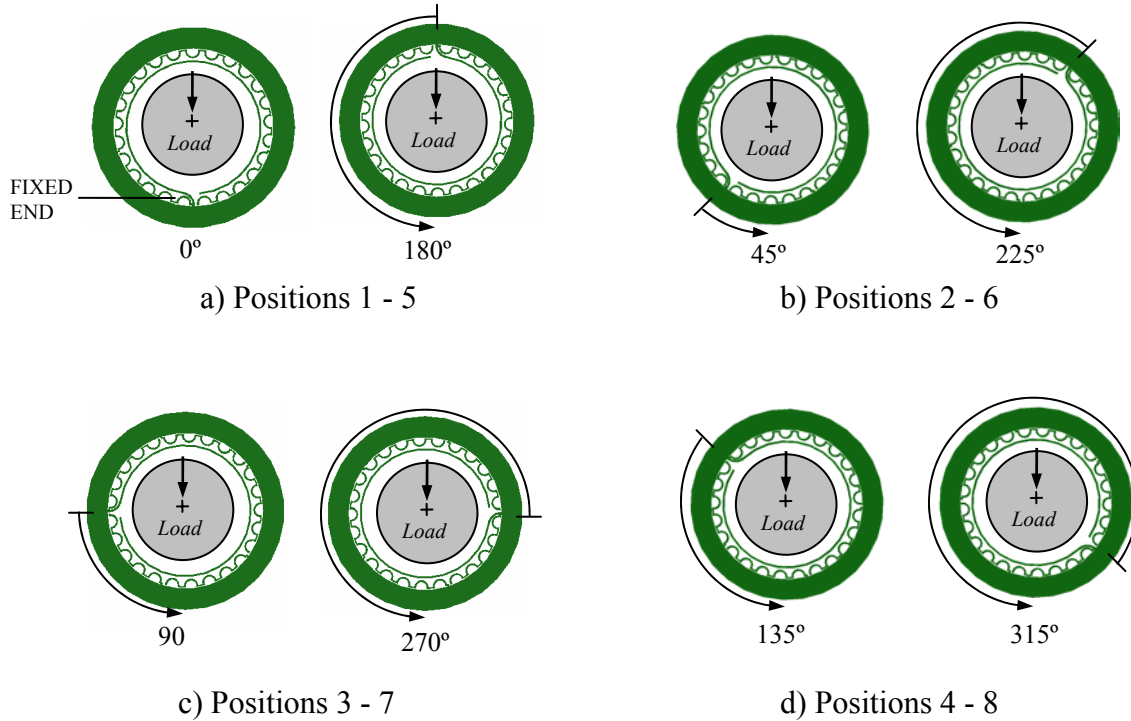 Load
Load
FIXED
END
0º
180º
a) Positions 1 - 5
Load
Load
45º
225º
b) Positions 2 - 6
Load
Load
90
270º
c) Positions 3 - 7
Load
Load
135º
315º
d) Positions 4 - 8